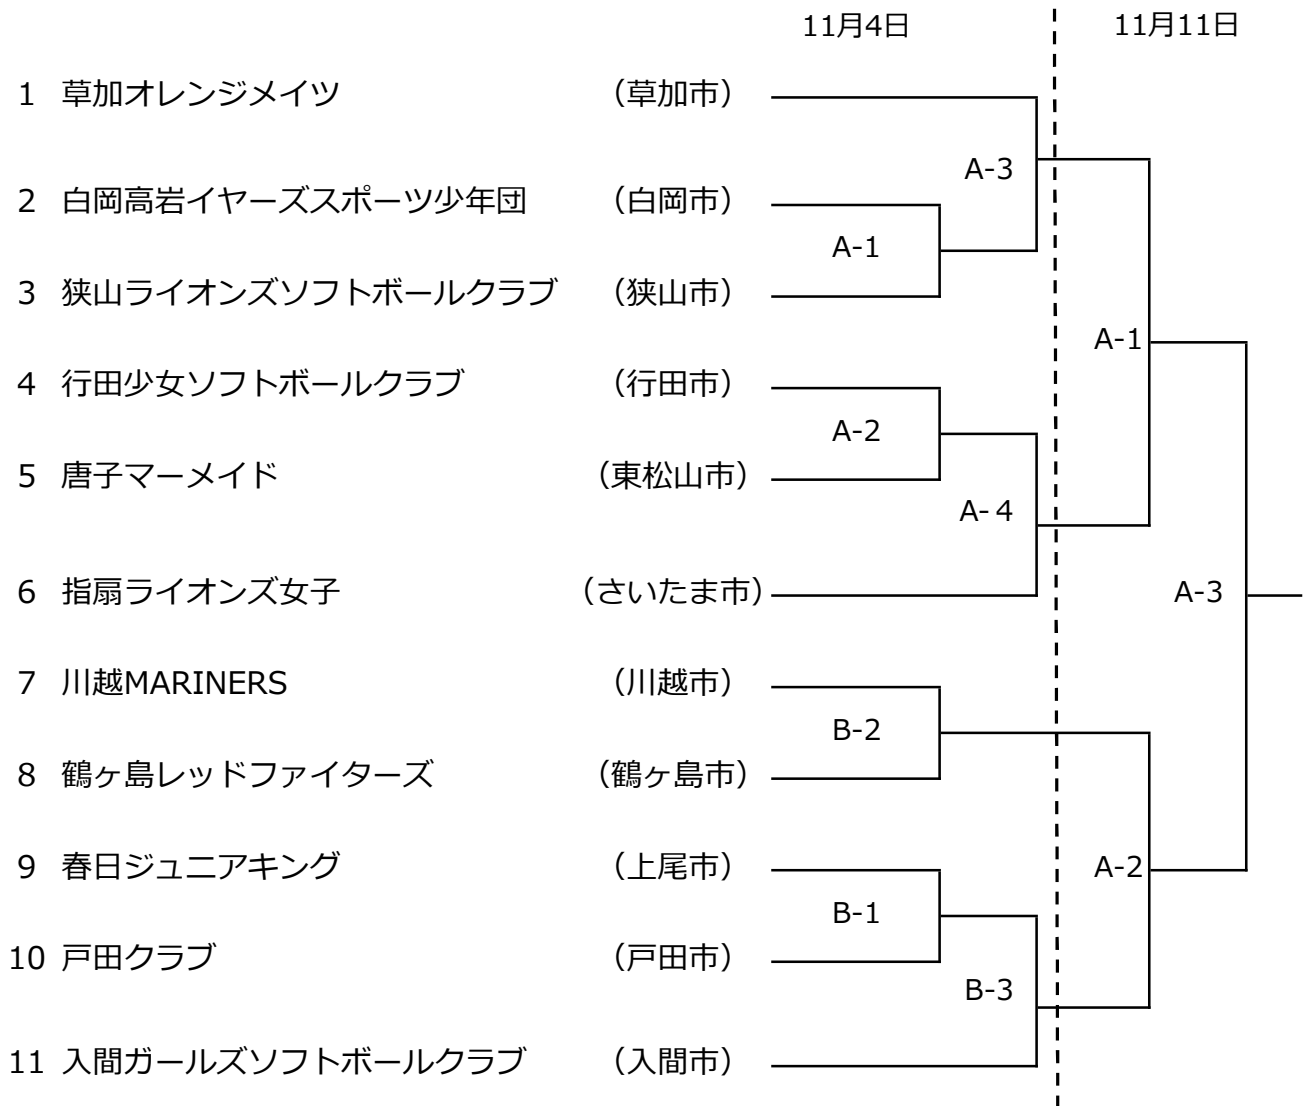 11月4日 11月11日
1 草加オレンジメイツ （草加市）
A-3
2 白岡高岩イヤーズスポーツ少年団 （白岡市）
A-1
3 狭山ライオンズソフトボールクラブ （狭山市）
A-1
4 行田少女ソフトボールクラブ （行田市）
A-2
5 唐子マーメイド （東松山市）
A-４
6 指扇ライオンズ女子 （さいたま市） A-3
7 川越MARINERS （川越市）
B-2
8 鶴ヶ島レッドファイターズ （鶴ヶ島市）
9 春日ジュニアキング （上尾市） A-2
B-1
10 戸田クラブ （戸田市）
B-3
11 入間ガールズソフトボールクラブ （入間市）